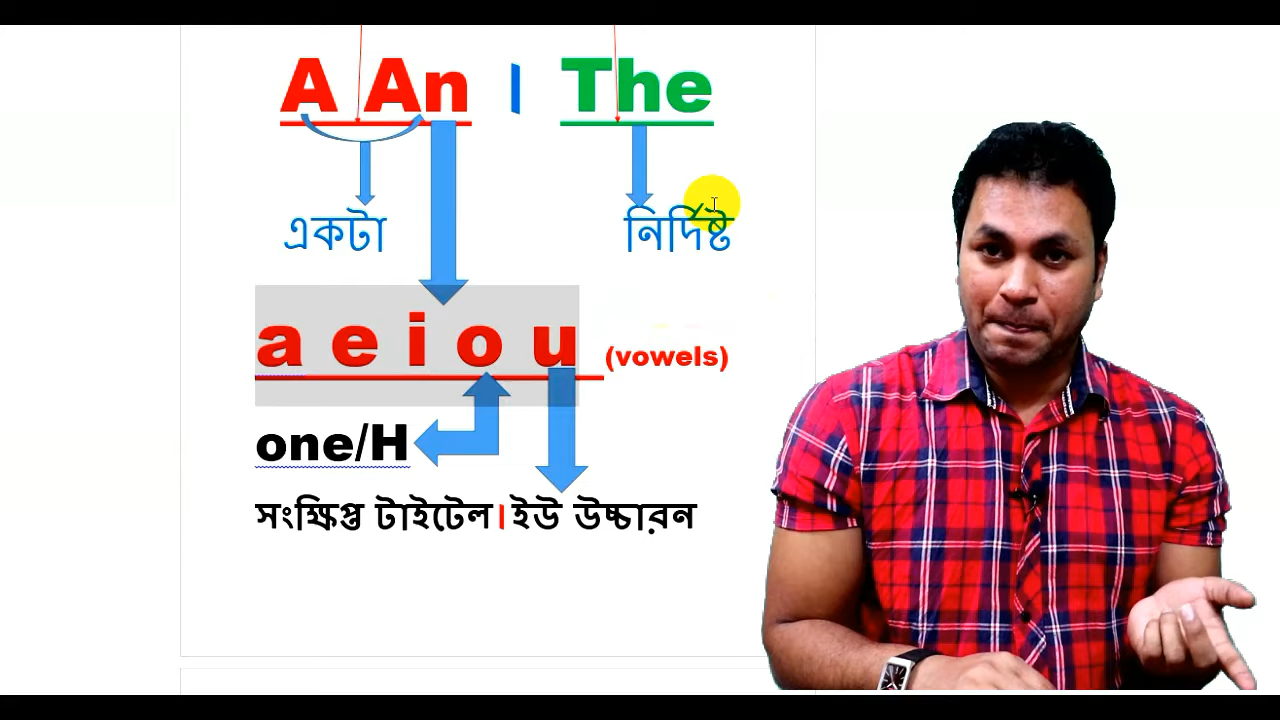 A An | The
একটা নির্দিষ্ট
a e i o u (vowels)
one/H
সংক্ষিপ্ত টাইটেল। ইউ উচ্চারন